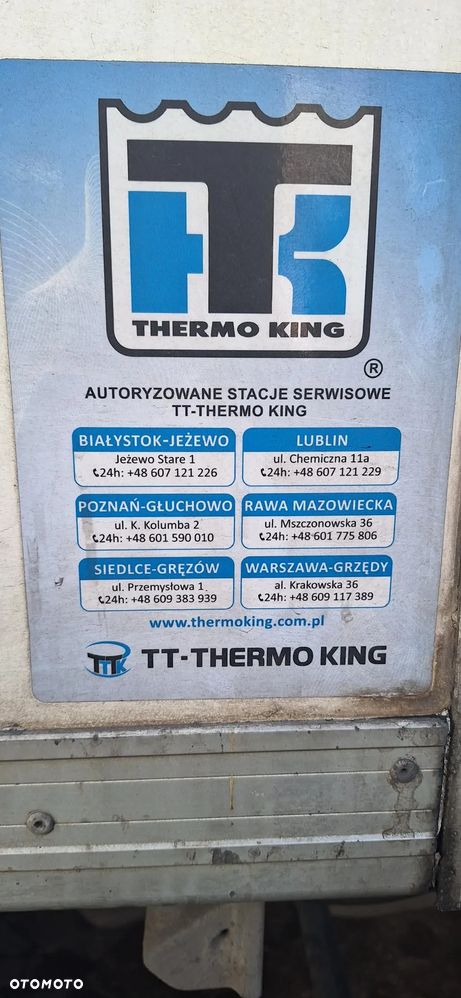 TK
THERMO KING
®
AUTORYZOWANE STACJE SERWISOWE
TT-THERMO KING
BIAŁYSTOK-JEŻEWO
Jeżewo Stare 1
24h: +48 607 121 226
LUBLIN
ul. Chemiczna 11a
24h: +48 607 121 229
POZNAŃ-GŁUCHOWO
ul. K. Kolumba 2
24h: +48 601 590 010
RAWA MAZOWIECKA
ul. Mszczonowska 36
24h: +48 601 775 806
SIEDLCE-GRĘZÓW
ul. Przemysłowa 1
24h: +48 609 383 939
WARSZAWA-GRZĘDY
al. Krakowska 36
24h: +48 609 117 389
www.thermoking.com.pl
TTK TT-THERMO KING
OTOMOTO